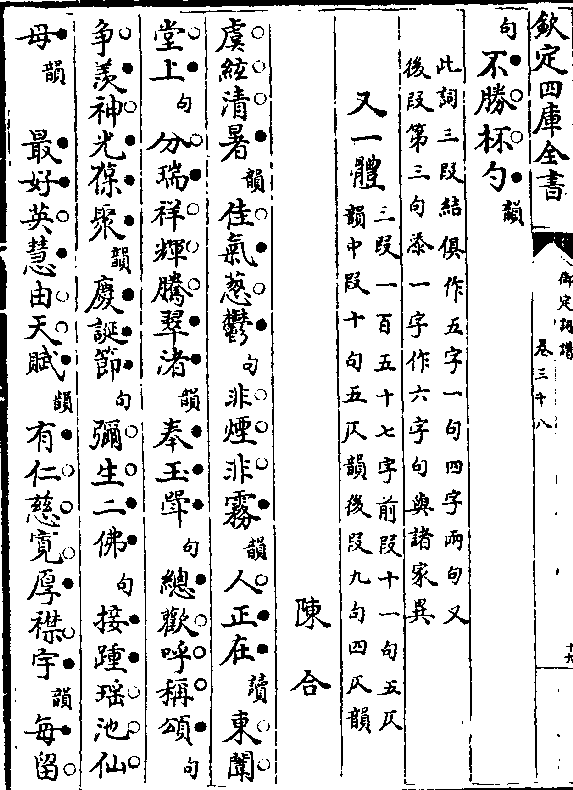 欽定四庫全書
御定詞譜
卷三十八
句不勝杯勺韻
此詞三段結俱作五字一句四字兩句又
後段第三句添一字作六字句與諸家異
又一體三段一百五十七字前段十一句五仄
韻中段十句五仄韻後段九句四仄韻
陳合
虞絃清暑韻佳氣葱鬱句非煙非霧韻人正在讀東闈
堂上句分瑞祥輝騰翠渚韻奉玉斝句總歡呼稱頌句
争羨神光葆聚韻慶誕節句彌生二佛句接踵瑶池仙
母韻最好英慧由天賦韻有仁慈寛厚襟宇韻每留